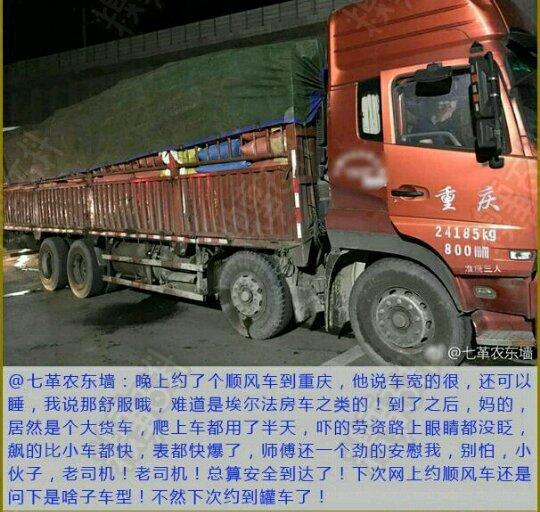 重庆
24185kg
800mm
准乘三人
@七革农东墙
@七革农东墙：晚上约了个顺风车到重庆，他说车宽的很，还可以
睡，我说那舒服哦，难道是埃尔法房车之类的！到了之后，妈的，
居然是个大货车，爬上车都用了半天，吓的劳资路上眼睛都没眨，
飙的比小车都快，表都快爆了，师傅还一个劲的安慰我，别怕，小
伙子，老司机！老司机！总算安全到达了！下次网上约顺风车还是
问下是啥子车型！不然下次约到罐车了！